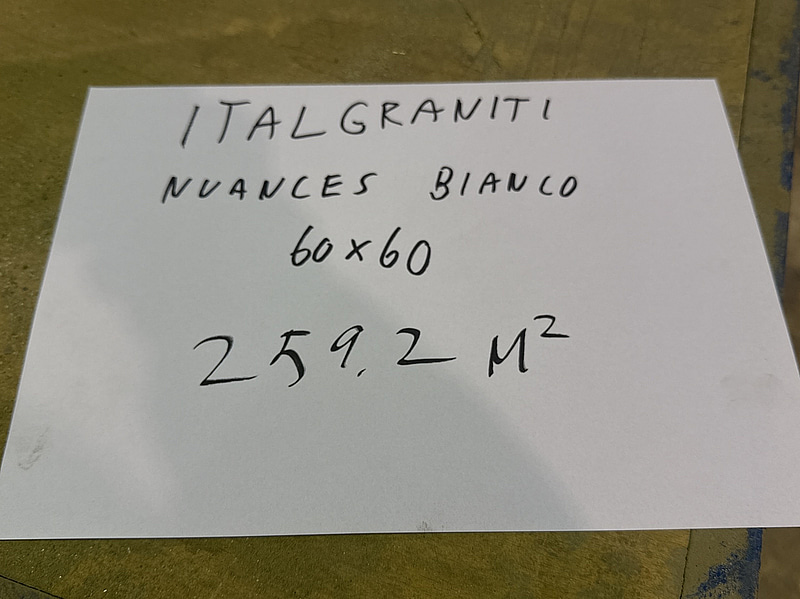 ITALGRANITI
NUANCES BIANCO
60x60
259.2 M²